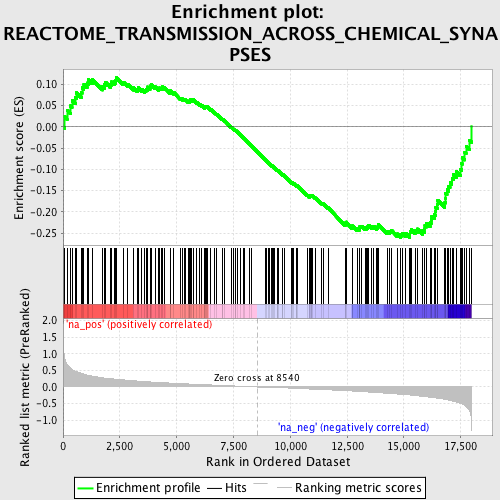 Enrichment plot:
REACTOME_TRANSMISSION_ACROSS_CHEMICAL_SYNA
PSES
Enrichment score (ES)
0.10
0.05
0.00
-0.05
-0.10
-0.15
-0.20
-0.25
'na_pos' (positively correlated)
Ranked list metric (PreRanked)
2.0
1.5
1.0
0.5
0.0
-0.5
-1.0
Zero cross at 8540
'na_neg' (negatively correlated)
0
2,500
5,000
7,500
10,000
12,500
15,000
17,500
Rank in Ordered Dataset
Enrichment profile
Hits
Ranking metric scores